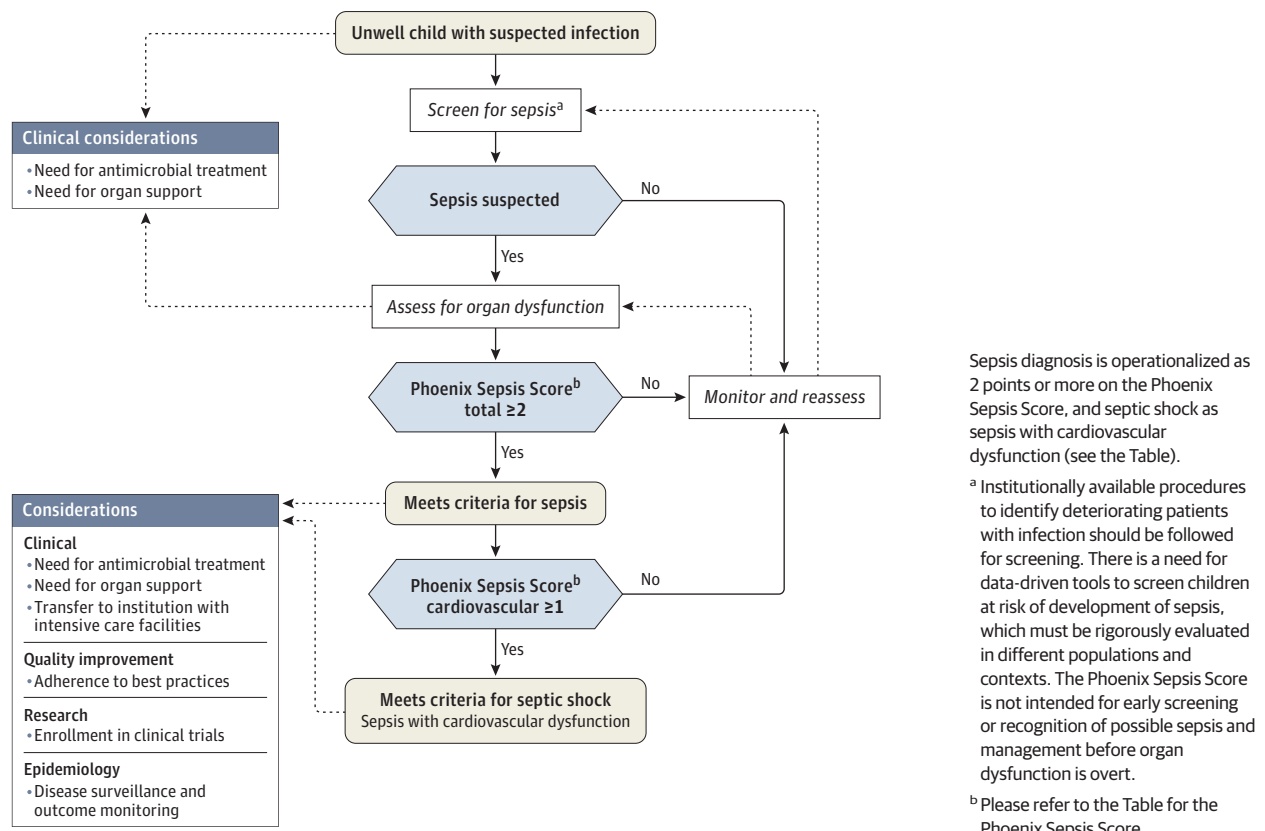 Unwell child with suspected infection
Screen for sepsisᵃ
Clinical considerations
•Need for antimicrobial treatment
•Need for organ support
Sepsis suspected
No
Yes
Assess for organ dysfunction
Phoenix Sepsis Scoreᵇ
total ≥2
No
Monitor and reassess
Yes
Meets criteria for sepsis
Phoenix Sepsis Scoreᵇ
cardiovascular ≥1
No
Yes
Meets criteria for septic shock
Sepsis with cardiovascular dysfunction
Considerations
Clinical
•Need for antimicrobial treatment
•Need for organ support
•Transfer to institution with
intensive care facilities
Quality improvement
•Adherence to best practices
Research
•Enrollment in clinical trials
Epidemiology
•Disease surveillance and
outcome monitoring
Sepsis diagnosis is operationalized as
2 points or more on the Phoenix
Sepsis Score, and septic shock as
sepsis with cardiovascular
dysfunction (see the Table).
ᵃ Institutionally available procedures
to identify deteriorating patients
with infection should be followed
for screening. There is a need for
data-driven tools to screen children
at risk of development of sepsis,
which must be rigorously evaluated
in different populations and
contexts. The Phoenix Sepsis Score
is not intended for early screening
or recognition of possible sepsis and
management before organ
dysfunction is overt.
ᵇ Please refer to the Table for the
Phoenix Sepsis Score